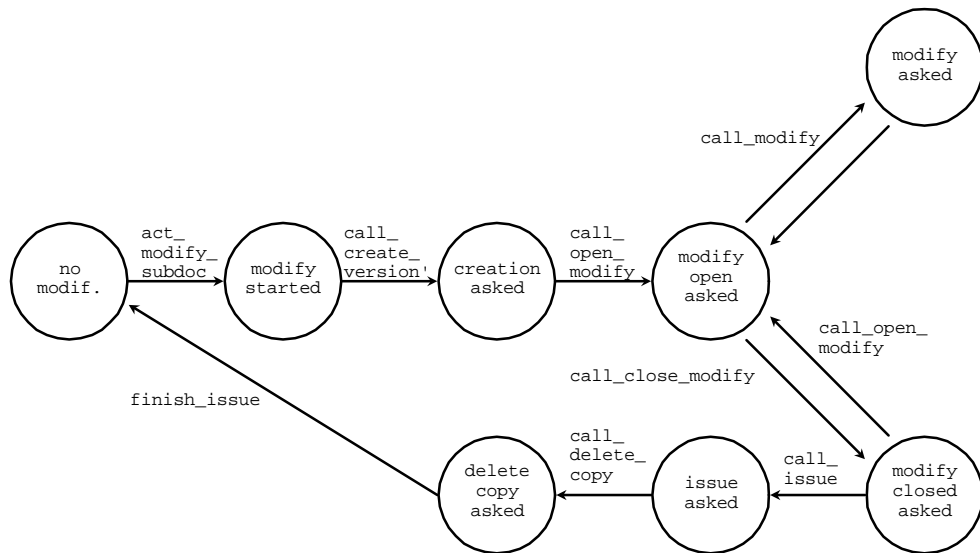 modify
asked
call_modify
act_
modify_
subdoc
call_
create_
version'
call_
open_
modify
no
modif.
modify
started
creation
asked
modify
open
asked
call_open_
modify
call_close_modify
finish_issue
call_
delete_
copy
call_
issue
delete
copy
asked
issue
asked
modify
closed
asked